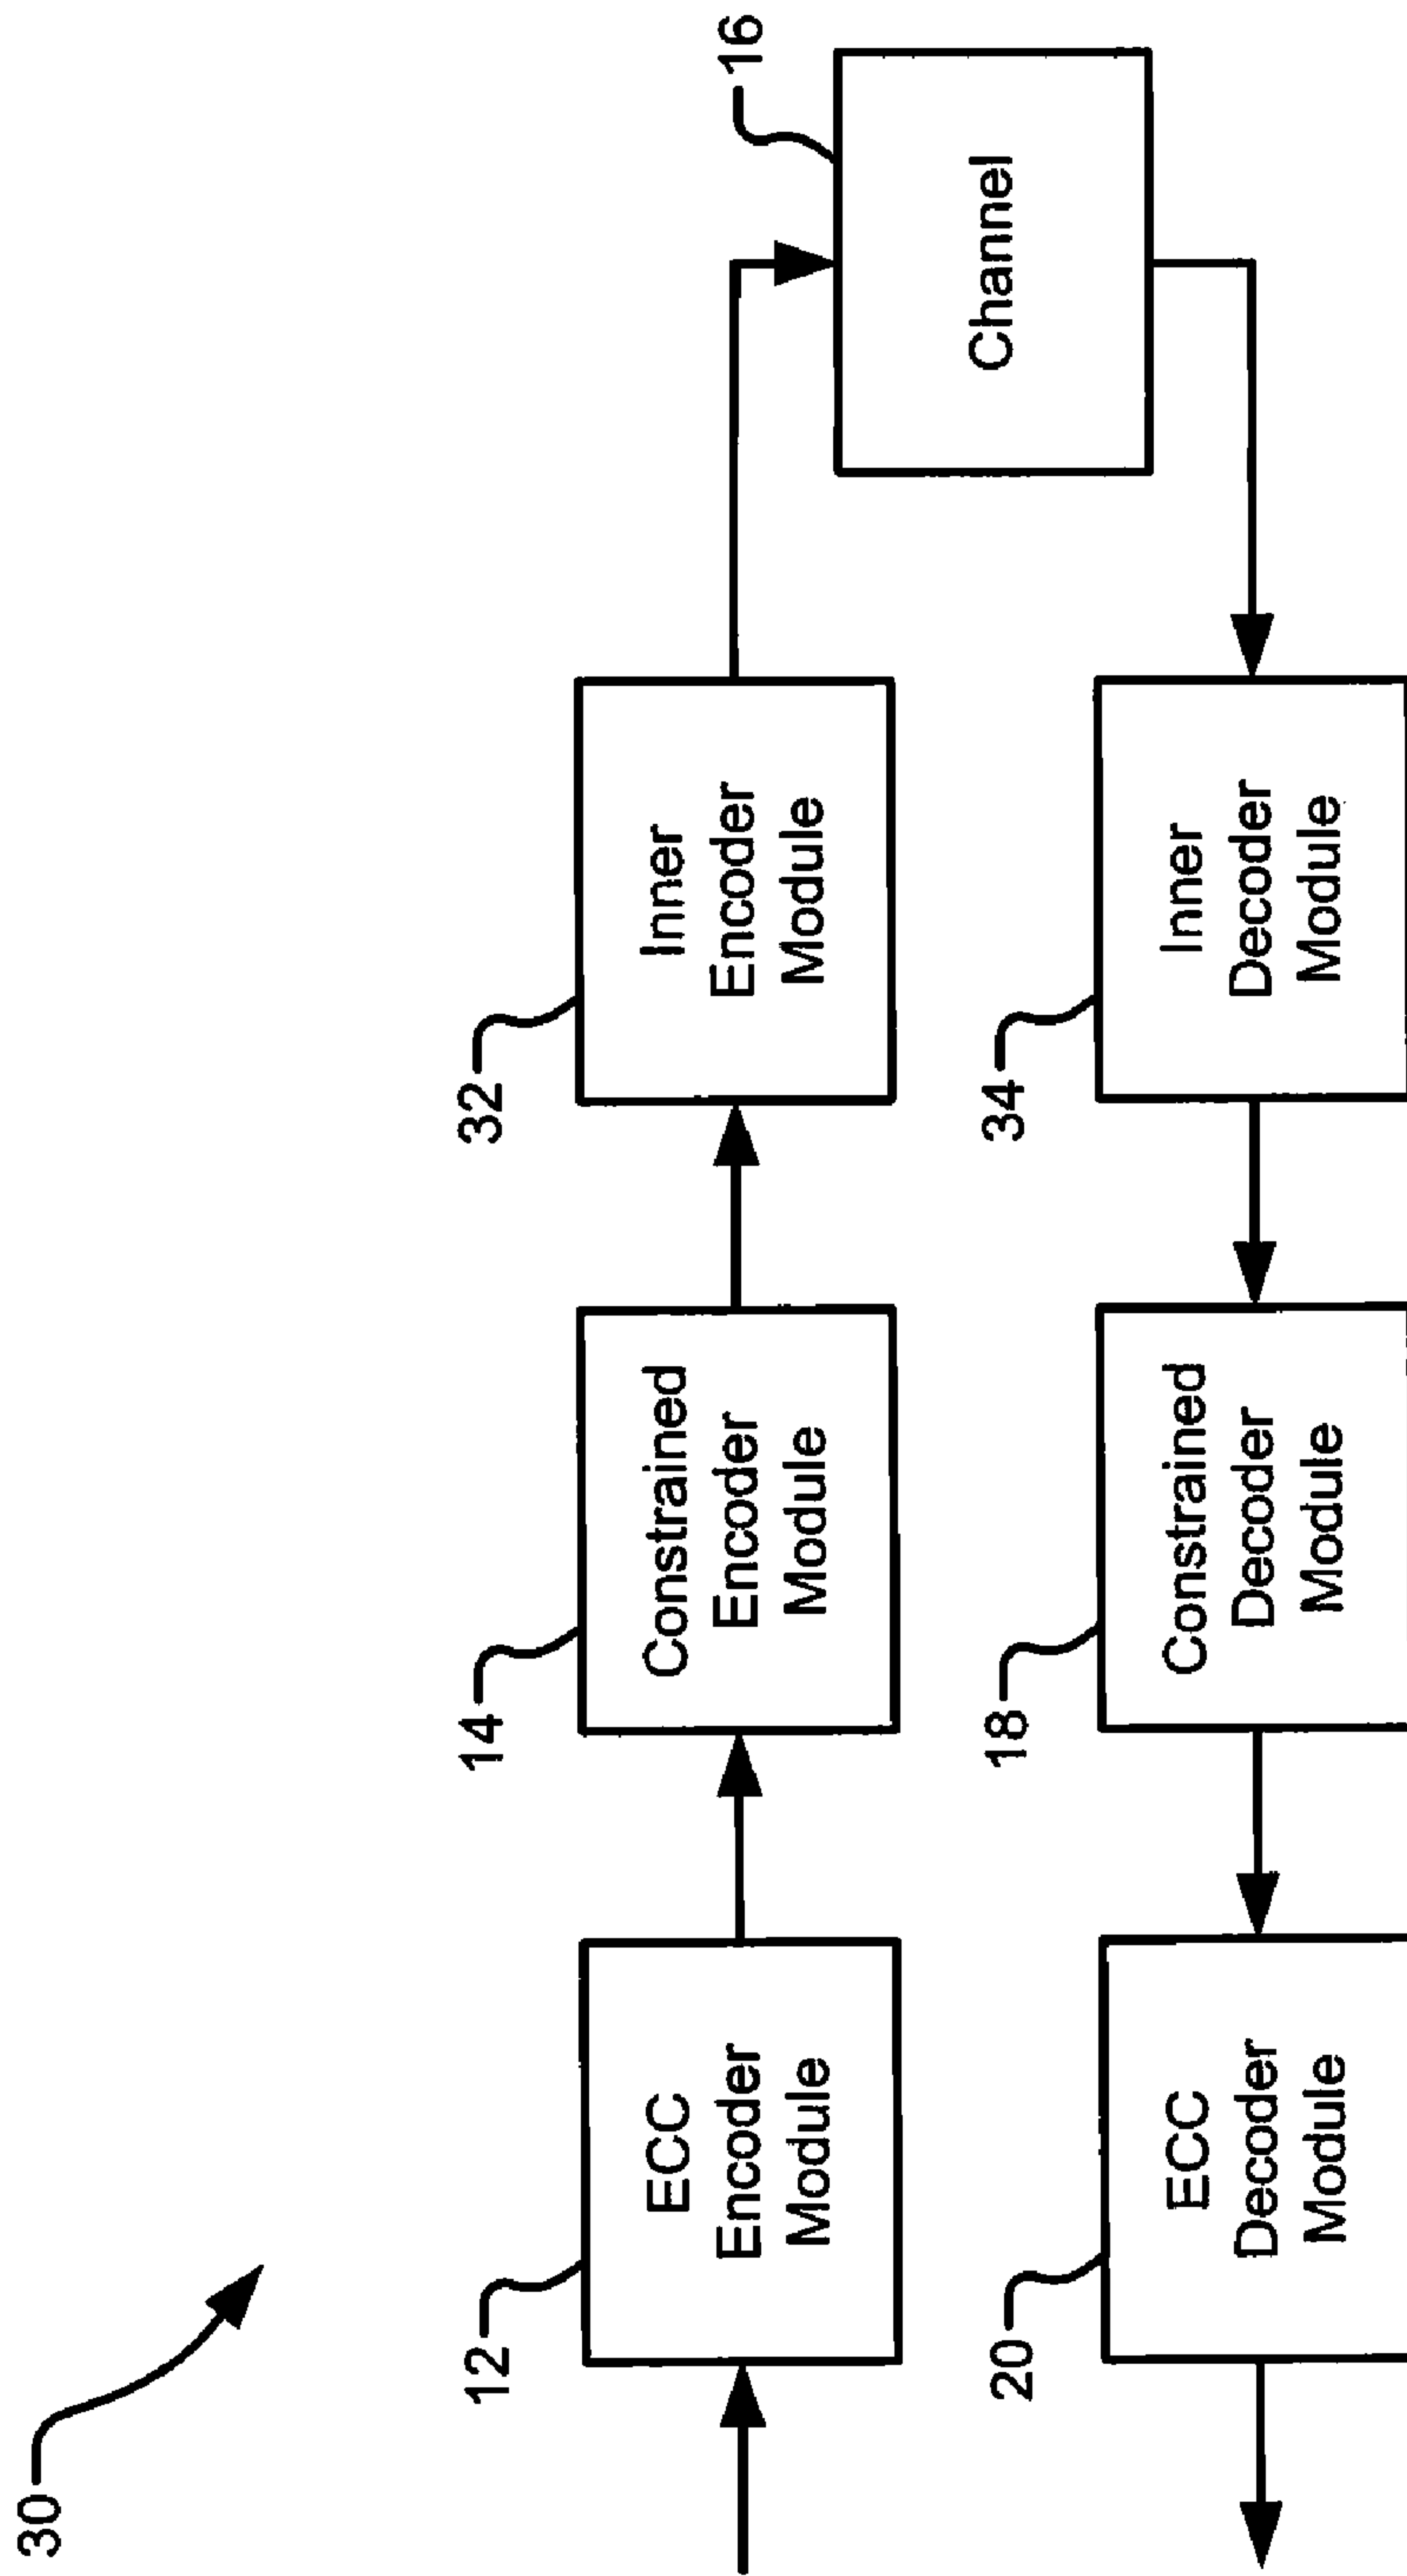 30
12
ECC
Encoder
Module
14
Constrained
Encoder
Module
32
Inner
Encoder
Module
16
Channel
20
ECC
Decoder
Module
18
Constrained
Decoder
Module
34
Inner
Decoder
Module